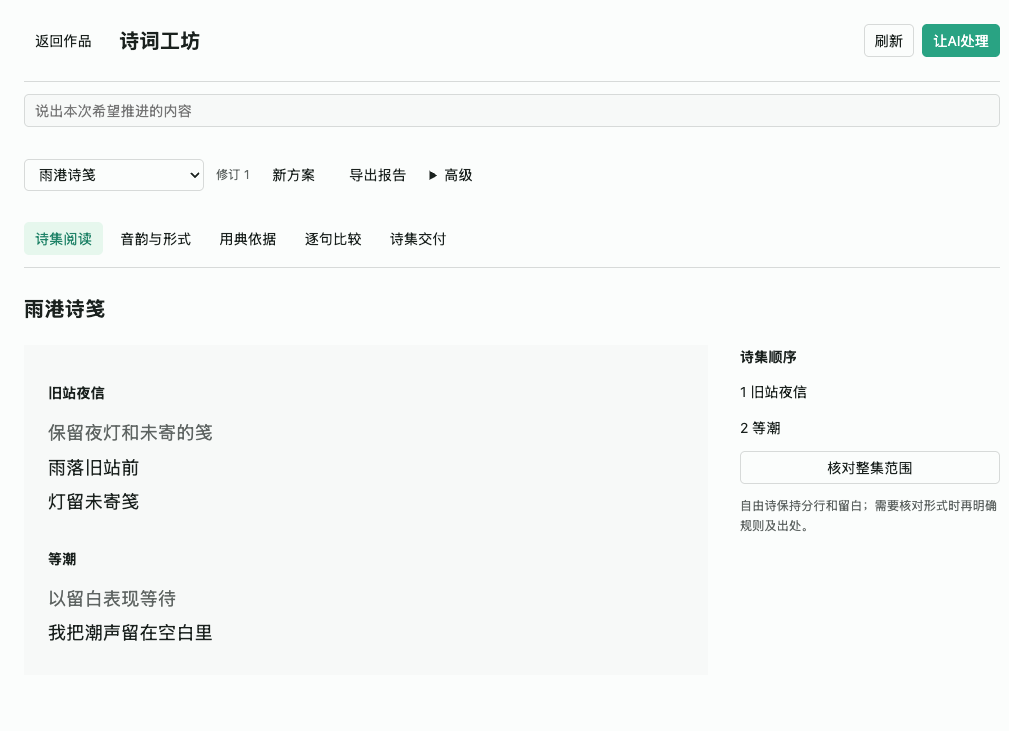 返回作品
诗词工坊
刷新
让AI处理
说出本次希望推进的内容
雨港诗笺
修订 1
新方案
导出报告
▶ 高级
诗集阅读
音韵与形式
用典依据
逐句比较
诗集交付
雨港诗笺
旧站夜信
保留夜灯和未寄的笺
雨落旧站前
灯留未寄笺
等潮
以留白表现等待
我把潮声留在空白里
诗集顺序
1 旧站夜信
2 等潮
核对整集范围
自由诗保持分行和留白；需要核对形式时再明确
规则及出处。